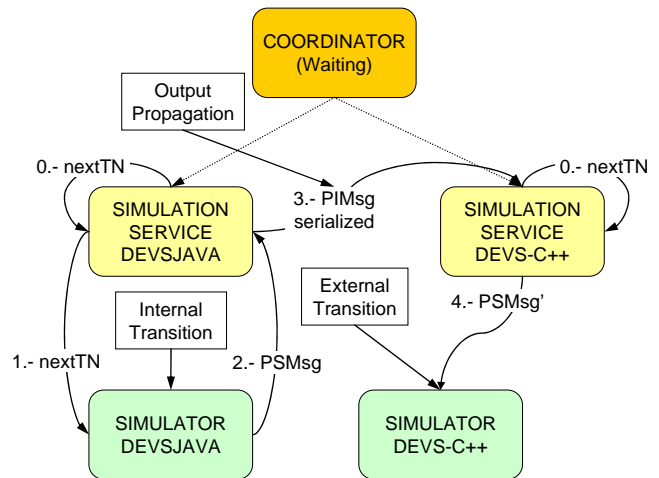 COORDINATOR
(Waiting)
Output
Propagation
0.- nextTN
0.- nextTN
3.- PIMsg
serialized
SIMULATION
SERVICE
DEVSJAVA
SIMULATION
SERVICE
DEVS-C++
External
Transition
4.- PSMsg’
Internal
Transition
1.- nextTN
2.- PSMsg
SIMULATOR
DEVSJAVA
SIMULATOR
DEVS-C++